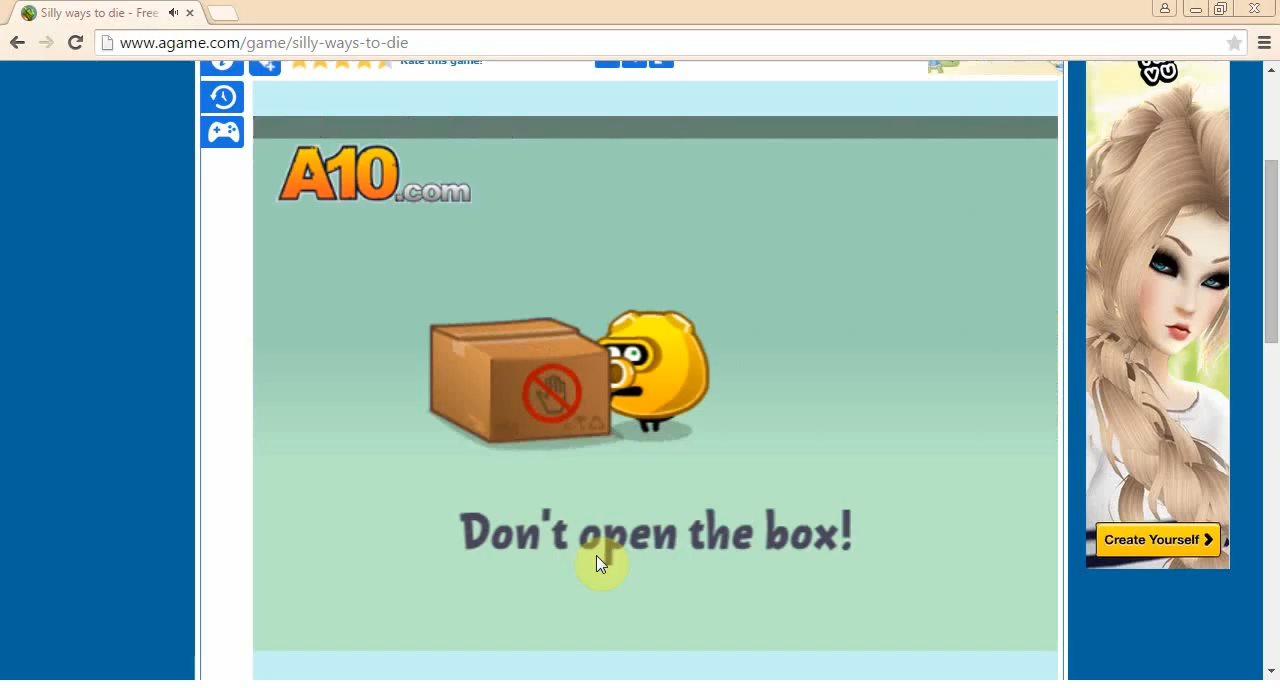 Silly ways to die - Free
www.agame.com/game/silly-ways-to-die
Rate this game!
A10.com
Don't open the box!
Create Yourself